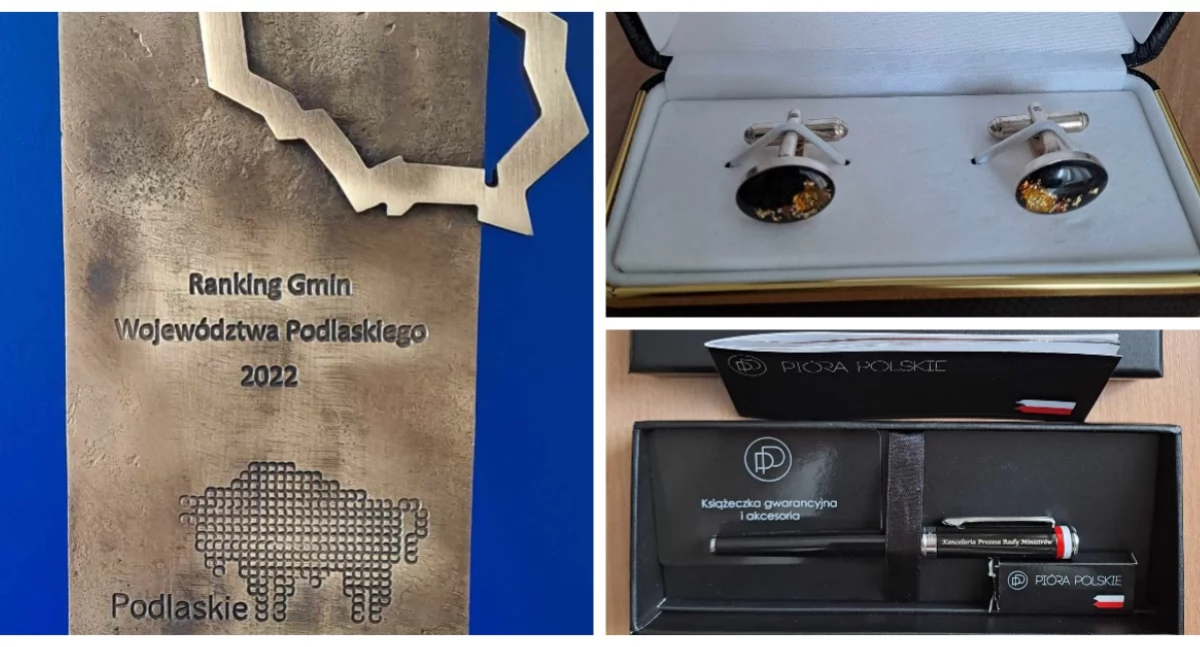 Ranking Gmin
Województwa Podlaskiego
2022
Podlaskie
PIÓRA POLSKIE
Książeczka gwarancyjna
i akcesoria
Kancelaria Prezesa Rady Ministrów
PIÓRA POLSKIE